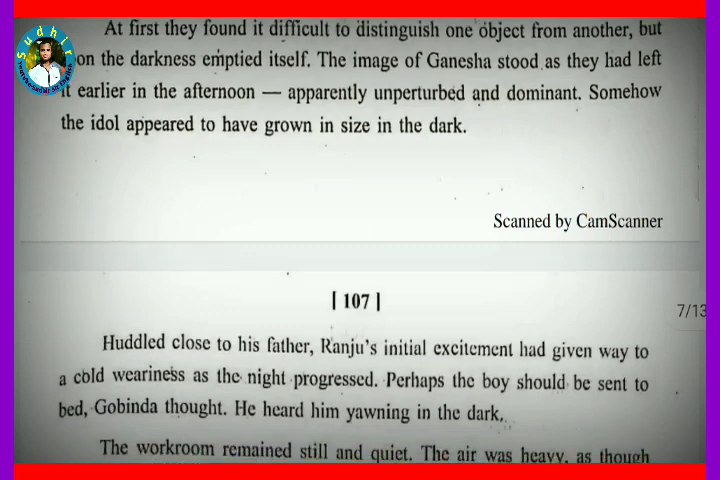 At first they found it difficult to distinguish one object from another, but
on the darkness emptied itself. The image of Ganesha stood as they had left
it earlier in the afternoon — apparently unperturbed and dominant. Somehow
the idol appeared to have grown in size in the dark.
Scanned by CamScanner
[ 107 ]
7/13
Huddled close to his father, Ranju's initial excitement had given way to
a cold weariness as the night progressed. Perhaps the boy should be sent to
bed, Gobinda thought. He heard him yawning in the dark.
The workroom remained still and quiet. The air was heavy, as though
Sudhir